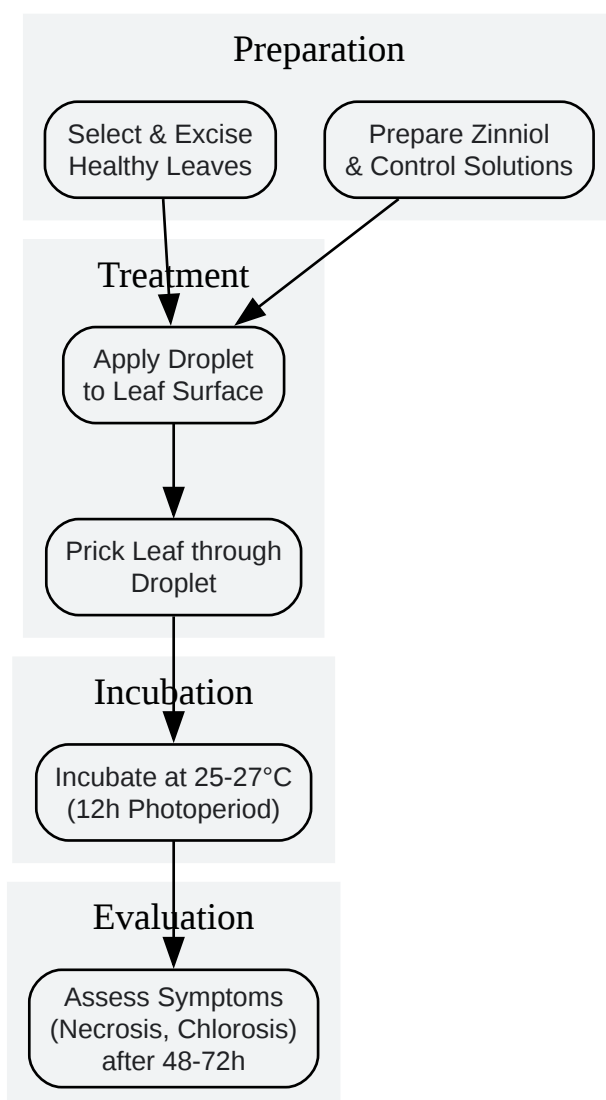 Preparation
Select & Excise
Healthy Leaves
Prepare Zinniol
& Control Solutions
Treatment
Apply Droplet
to Leaf Surface
Prick Leaf through
Droplet
Incubation
Incubate at 25-27°C
(12h Photoperiod)
Evaluation
Assess Symptoms
(Necrosis, Chlorosis)
after 48-72h